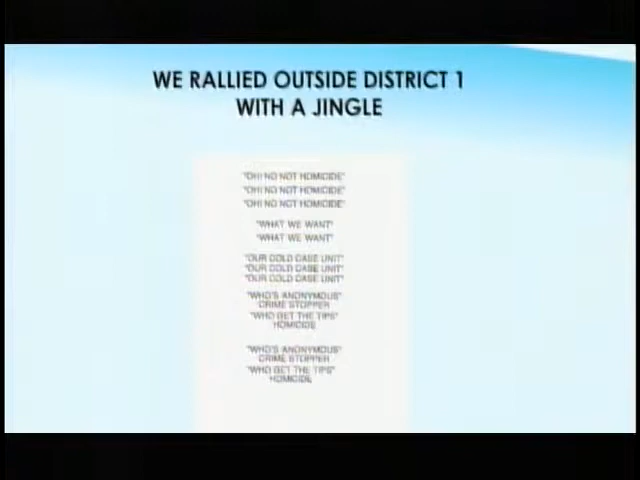 WE RALLIED OUTSIDE DISTRICT 1
WITH A JINGLE
"OH! NO NOT HOMICIDE"
"OH! NO NOT HOMICIDE"
"OH! NO NOT HOMICIDE"
"WHAT WE WANT"
"WHAT WE WANT"
"OUR COLD CASE UNIT"
"OUR COLD CASE UNIT"
"OUR COLD CASE UNIT"
"WHO'S ANONYMOUS"
CRIME STOPPER
"WHO GET THE TIPS"
HOMICIDE
"WHO'S ANONYMOUS"
CRIME STOPPER
"WHO GET THE TIPS"
HOMICIDE